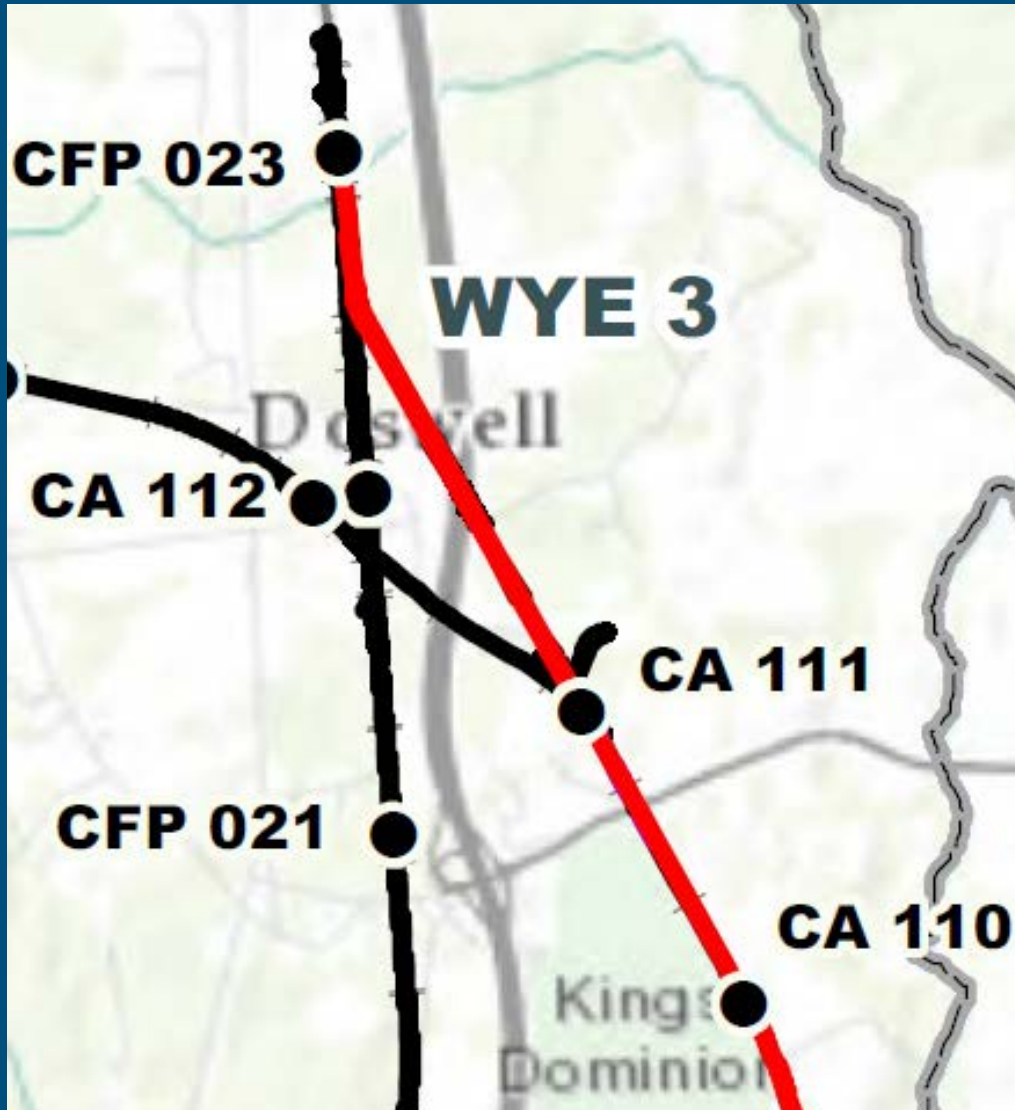 CFP 023
WYE 3
Doswell
CA 112
CA 111
CFP 021
CA 110
Kings
Dominion